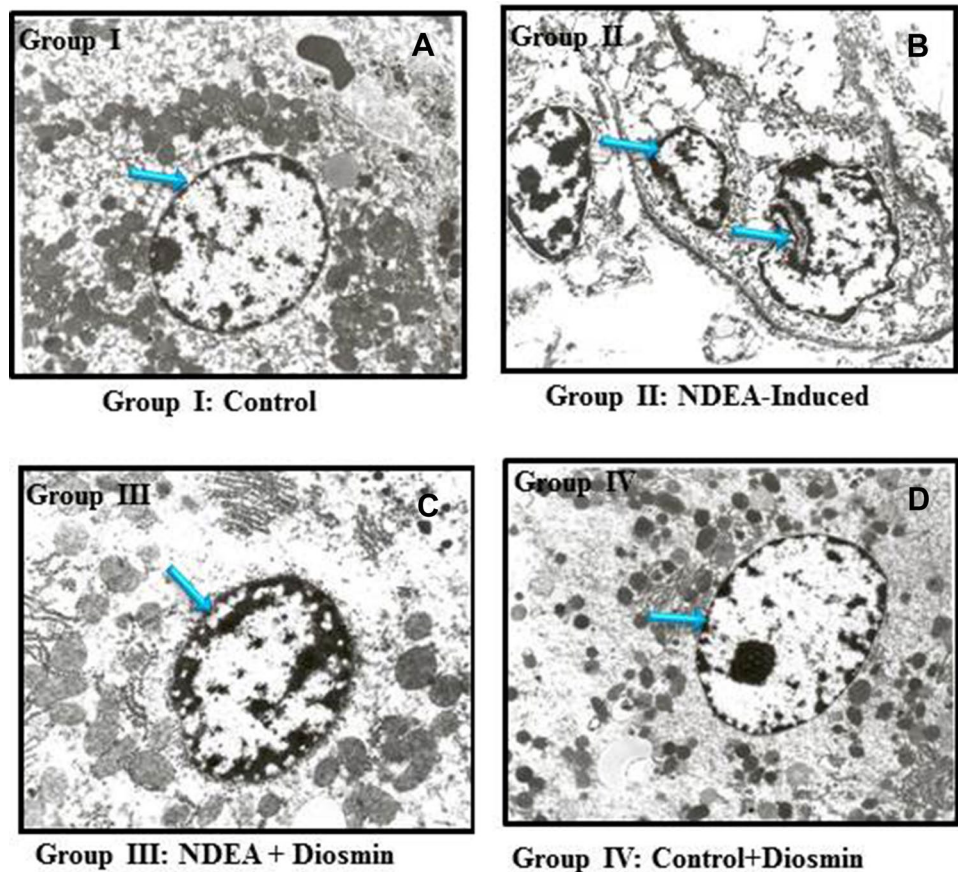 Group I
A
Group I: Control
Group II
B
Group II: NDEA-Induced
Group III
C
Group III: NDEA + Diosmin
Group IV
D
Group IV: Control+Diosmin